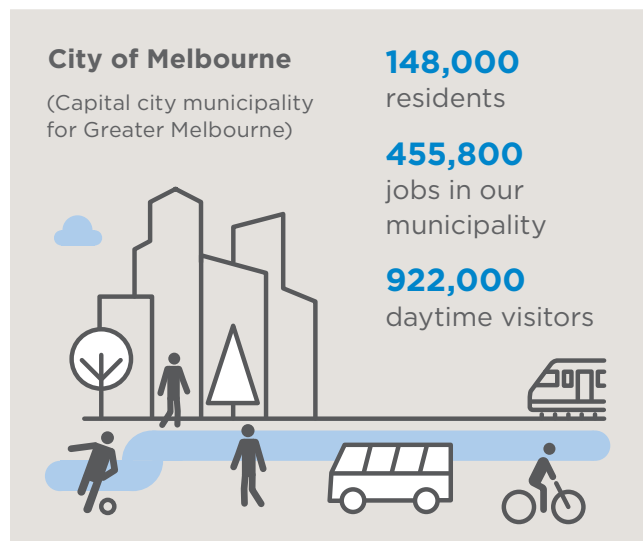 City of Melbourne
(Capital city municipality
for Greater Melbourne)
148,000
residents
455,800
jobs in our
municipality
922,000
daytime visitors